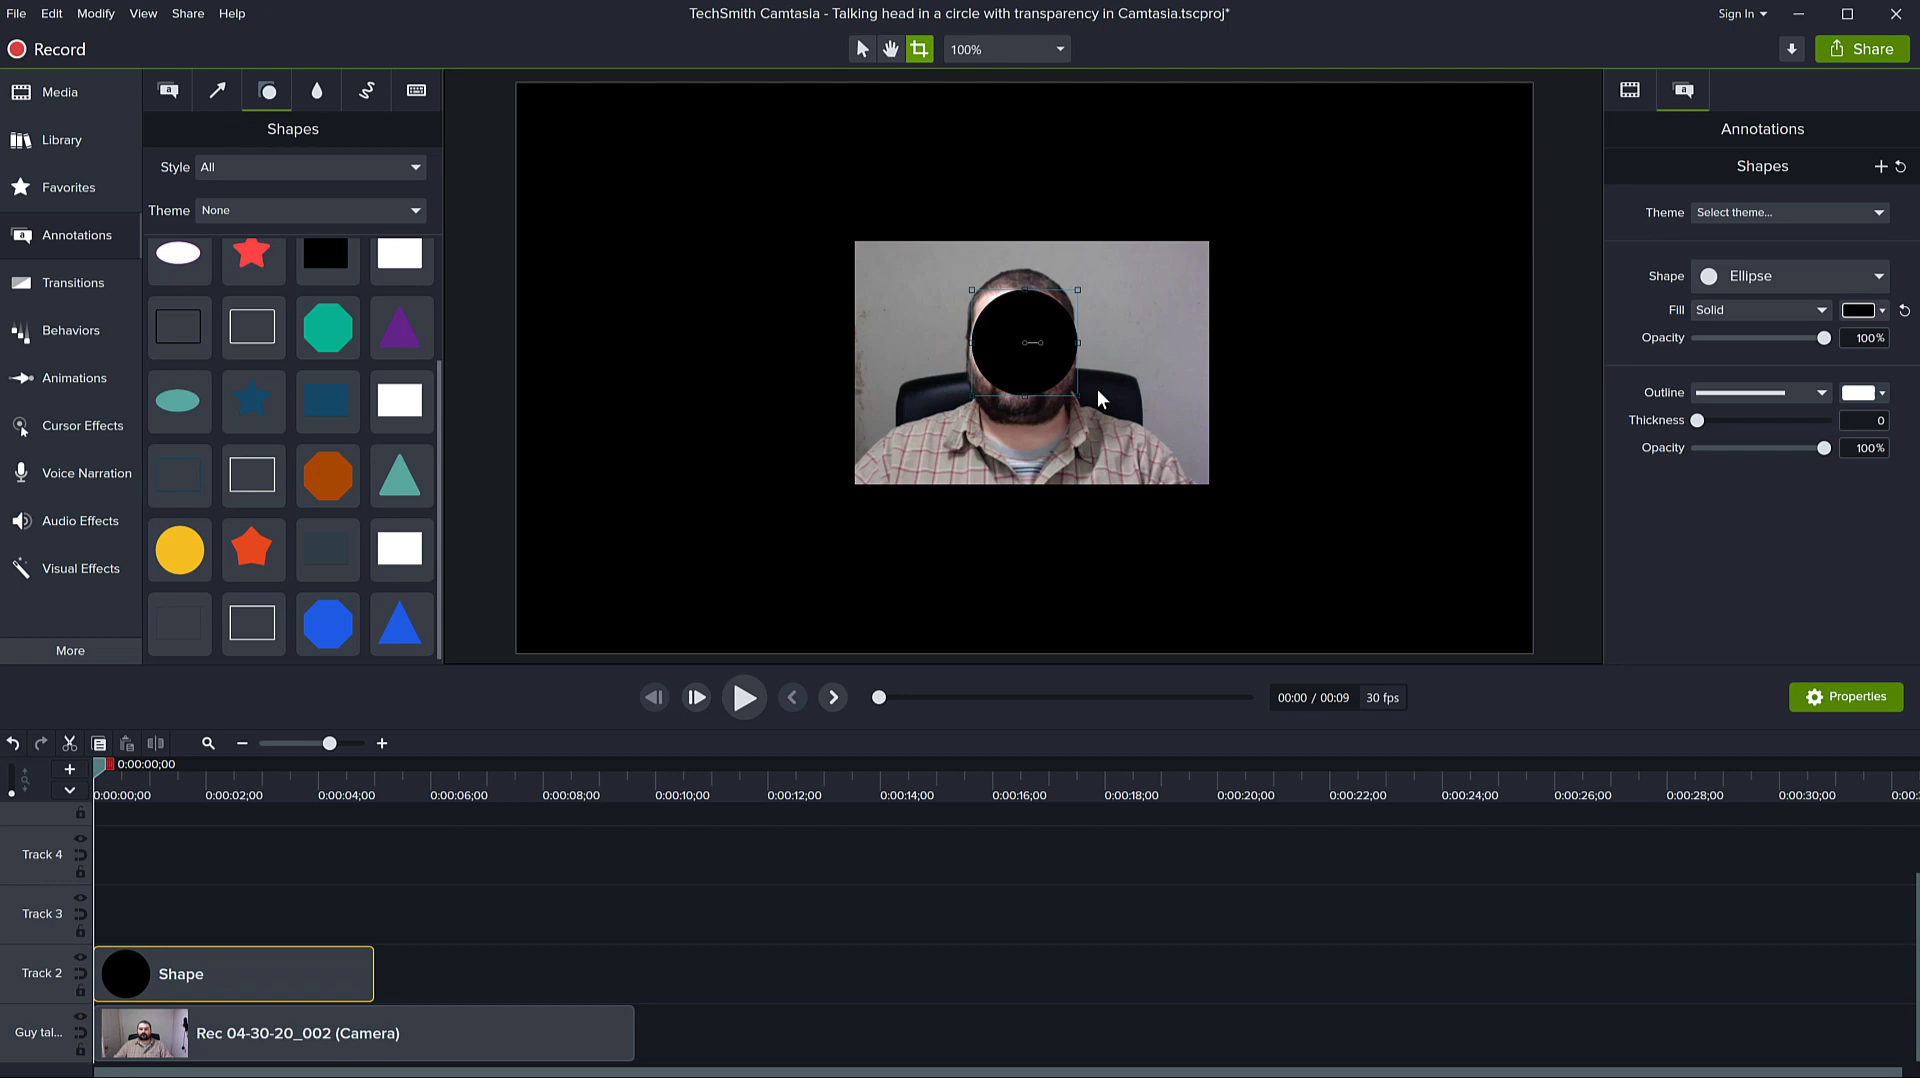 File Edit Modify View Share Help
TechSmith Camtasia - Talking head in a circle with transparency in Camtasia.tscproj*
Sign In
Record
100%
Share
Media
Library
Favorites
Annotations
Transitions
Behaviors
Animations
Cursor Effects
Voice Narration
Audio Effects
Visual Effects
More
a
Shapes
Style All
Theme None
a
Annotations
Shapes
Theme Select theme...
Shape Ellipse
Fill Solid
Opacity 100%
Outline
Thickness 0
Opacity 100%
00:00 / 00:09 30 fps
Properties
0:00:00;00
0:00:00;00 0:00:02;00 0:00:04;00 0:00:06;00 0:00:08;00 0:00:10;00 0:00:12;00 0:00:14;00 0:00:16;00 0:00:18;00 0:00:20;00 0:00:22;00 0:00:24;00 0:00:26;00 0:00:28;00 0:00:30;00 0:00:
Track 4
Track 3
Track 2 Shape
Guy tal... Rec 04-30-20_002 (Camera)